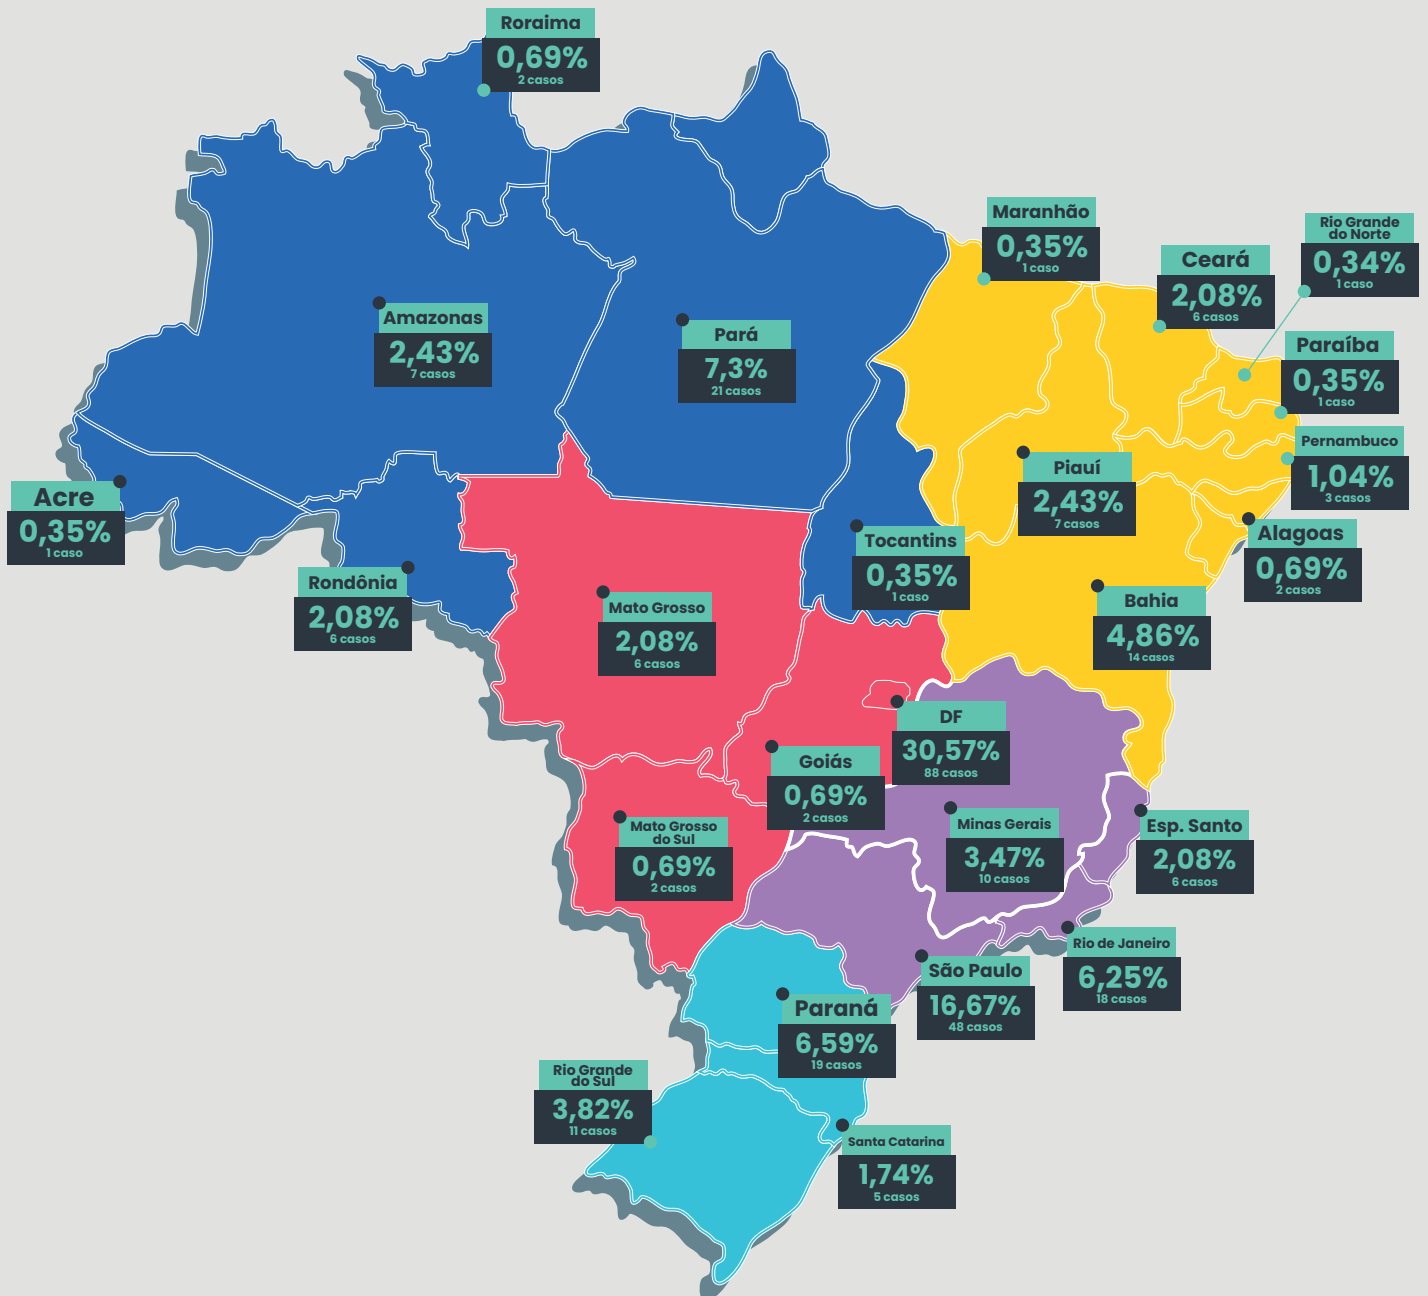 Roraima
0,69%
2 casos
Maranhão
0,35%
1 caso
Rio Grande
do Norte
0,34%
1 caso
Ceará
2,08%
6 casos
Amazonas
2,43%
7 casos
Pará
7,3%
21 casos
Paraíba
0,35%
1 caso
Pernambuco
1,04%
3 casos
Piauí
2,43%
7 casos
Acre
0,35%
1 caso
Alagoas
0,69%
2 casos
Tocantins
0,35%
1 caso
Rondônia
2,08%
6 casos
Mato Grosso
2,08%
6 casos
Bahia
4,86%
14 casos
DF
30,57%
88 casos
Goiás
0,69%
2 casos
Mato Grosso
do Sul
0,69%
2 casos
Minas Gerais
3,47%
10 casos
Esp. Santo
2,08%
6 casos
Rio de Janeiro
6,25%
18 casos
São Paulo
16,67%
48 casos
Paraná
6,59%
19 casos
Rio Grande
do Sul
3,82%
11 casos
Santa Catarina
1,74%
5 casos